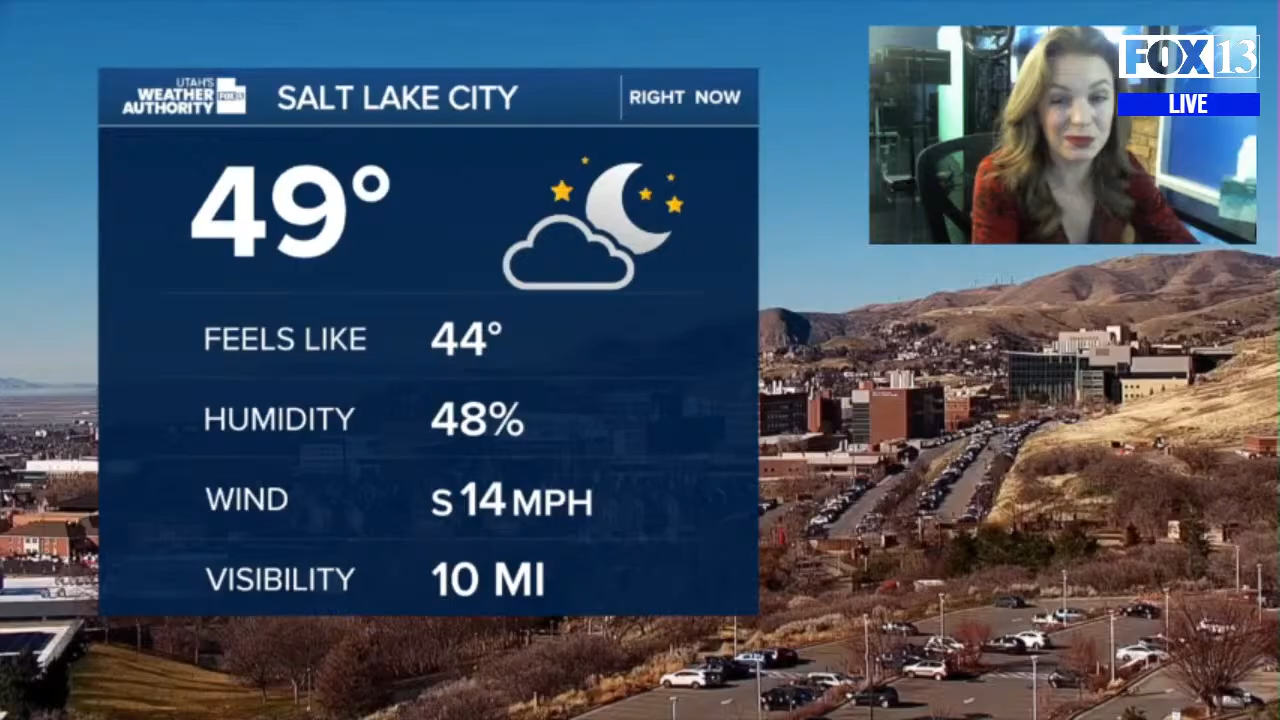 UTAH'S
WEATHER
AUTHORITY
FOX 13
SALT LAKE CITY
RIGHT NOW
49°
FEELS LIKE 44°
HUMIDITY 48%
WIND S 14 MPH
VISIBILITY 10 MI
FOX 13
LIVE